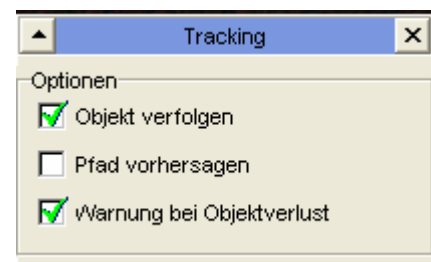 Tracking
Optionen
Objekt verfolgen
Pfad vorhersagen
Warnung bei Objektverlust